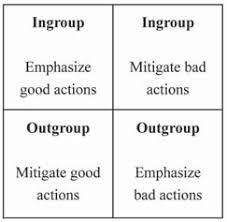 Ingroup
Emphasize
good actions
Ingroup
Mitigate bad
actions
Outgroup
Mitigate good
actions
Outgroup
Emphasize
bad actions